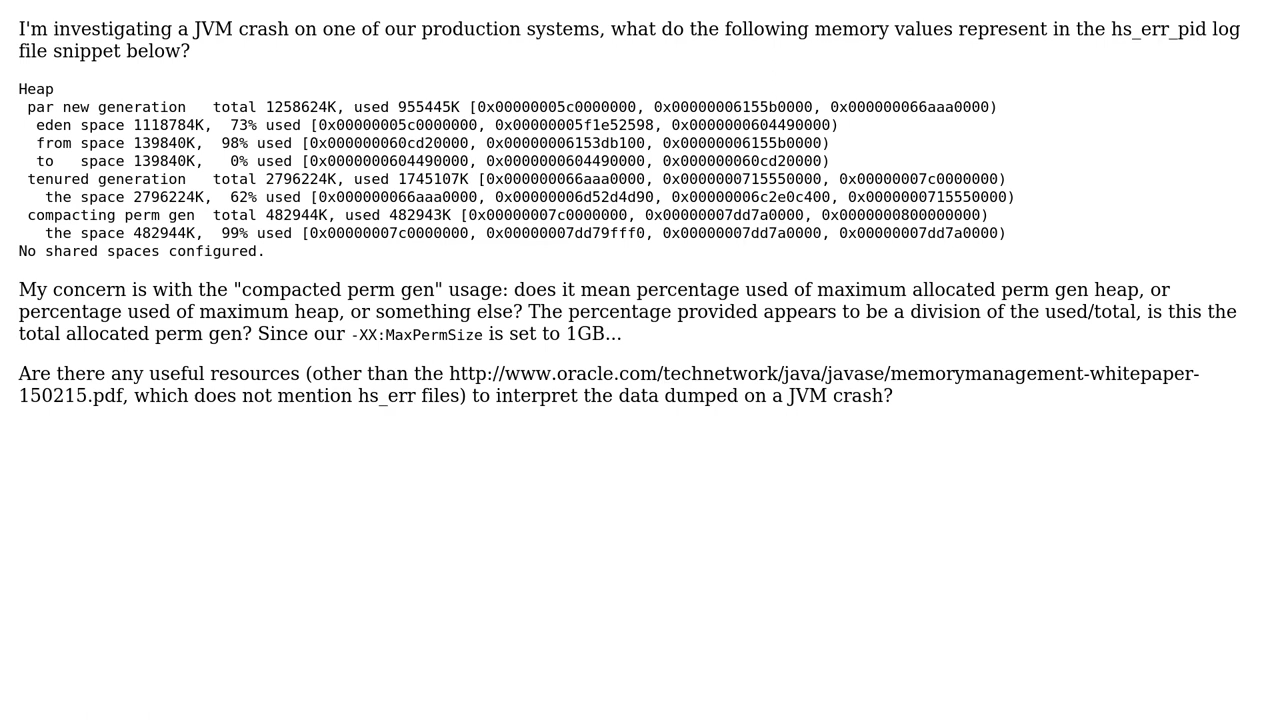 I'm investigating a JVM crash on one of our production systems, what do the following memory values represent in the hs_err_pid log
file snippet below?
Heap
 par new generation   total 1258624K, used 955445K [0x00000005c0000000, 0x00000006155b0000, 0x000000066aaa0000)
  eden space 1118784K,  73% used [0x00000005c0000000, 0x00000005f1e52598, 0x0000000604490000)
  from space 139840K,  98% used [0x000000060cd20000, 0x00000006153db100, 0x00000006155b0000)
  to   space 139840K,   0% used [0x0000000604490000, 0x0000000604490000, 0x000000060cd20000)
 tenured generation   total 2796224K, used 1745107K [0x000000066aaa0000, 0x0000000715550000, 0x00000007c0000000)
   the space 2796224K,  62% used [0x000000066aaa0000, 0x00000006d52d4d90, 0x00000006c2e0c400, 0x0000000715550000)
 compacting perm gen  total 482944K, used 482943K [0x00000007c0000000, 0x00000007dd7a0000, 0x0000000800000000)
   the space 482944K,  99% used [0x00000007c0000000, 0x00000007dd79fff0, 0x00000007dd7a0000, 0x00000007dd7a0000)
No shared spaces configured.
My concern is with the "compacted perm gen" usage: does it mean percentage used of maximum allocated perm gen heap, or
percentage used of maximum heap, or something else? The percentage provided appears to be a division of the used/total, is this the
total allocated perm gen? Since our -XX:MaxPermSize is set to 1GB...
Are there any useful resources (other than the http://www.oracle.com/technetwork/java/javase/memorymanagement-whitepaper-
150215.pdf, which does not mention hs_err files) to interpret the data dumped on a JVM crash?